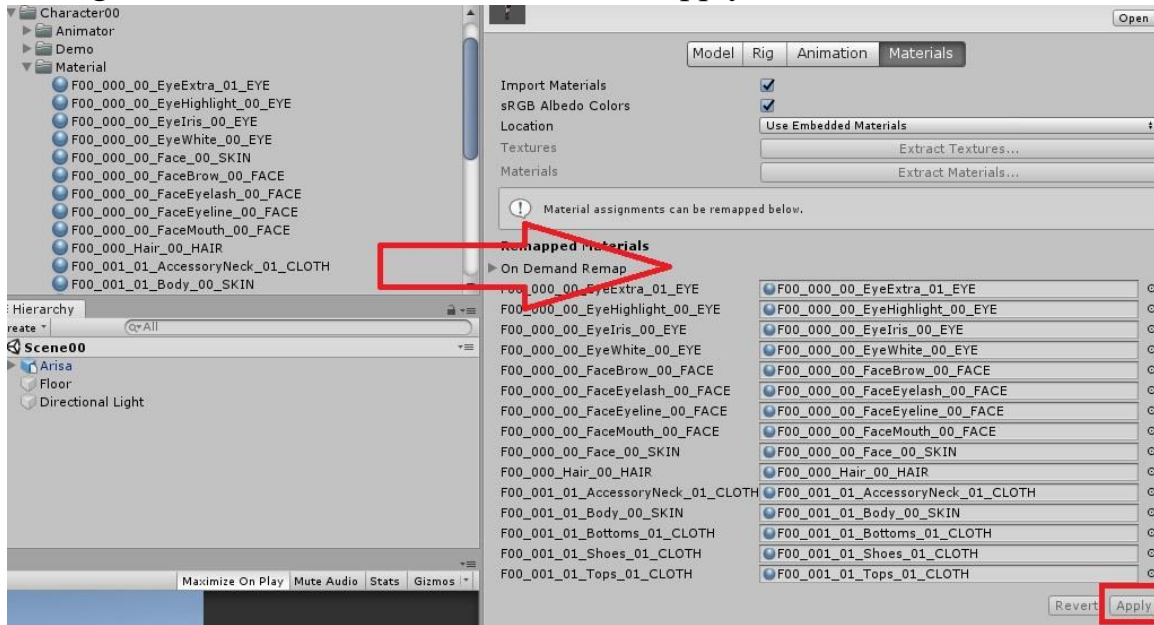 Character00
Animator
Demo
Material
F00_000_00_EyeExtra_01_EYE
F00_000_00_EyeHighlight_00_EYE
F00_000_00_EyeIris_00_EYE
F00_000_00_EyeWhite_00_EYE
F00_000_00_Face_00_SKIN
F00_000_00_FaceBrow_00_FACE
F00_000_00_FaceEyelash_00_FACE
F00_000_00_FaceEyeline_00_FACE
F00_000_00_FaceMouth_00_FACE
F00_000_Hair_00_HAIR
F00_001_01_AccessoryNeck_01_CLOTH
F00_001_01_Body_00_SKIN
Hierarchy
reate
All
Scene00
Arisa
Floor
Directional Light
Maximize On Play Mute Audio Stats Gizmos
Open
Model Rig Animation Materials
Import Materials
sRGB Albedo Colors
Location Use Embedded Materials
Textures Extract Textures...
Materials Extract Materials...
Material assignments can be remapped below.
Remapped Materials
On Demand Remap
F00_000_00_EyeExtra_01_EYE F00_000_00_EyeExtra_01_EYE
F00_000_00_EyeHighlight_00_EYE F00_000_00_EyeHighlight_00_EYE
F00_000_00_EyeIris_00_EYE F00_000_00_EyeIris_00_EYE
F00_000_00_EyeWhite_00_EYE F00_000_00_EyeWhite_00_EYE
F00_000_00_FaceBrow_00_FACE F00_000_00_FaceBrow_00_FACE
F00_000_00_FaceEyelash_00_FACE F00_000_00_FaceEyelash_00_FACE
F00_000_00_FaceEyeline_00_FACE F00_000_00_FaceEyeline_00_FACE
F00_000_00_FaceMouth_00_FACE F00_000_00_FaceMouth_00_FACE
F00_000_00_Face_00_SKIN F00_000_00_Face_00_SKIN
F00_000_Hair_00_HAIR F00_000_Hair_00_HAIR
F00_001_01_AccessoryNeck_01_CLOTH F00_001_01_AccessoryNeck_01_CLOTH
F00_001_01_Body_00_SKIN F00_001_01_Body_00_SKIN
F00_001_01_Bottoms_01_CLOTH F00_001_01_Bottoms_01_CLOTH
F00_001_01_Shoes_01_CLOTH F00_001_01_Shoes_01_CLOTH
F00_001_01_Tops_01_CLOTH F00_001_01_Tops_01_CLOTH
Revert Apply